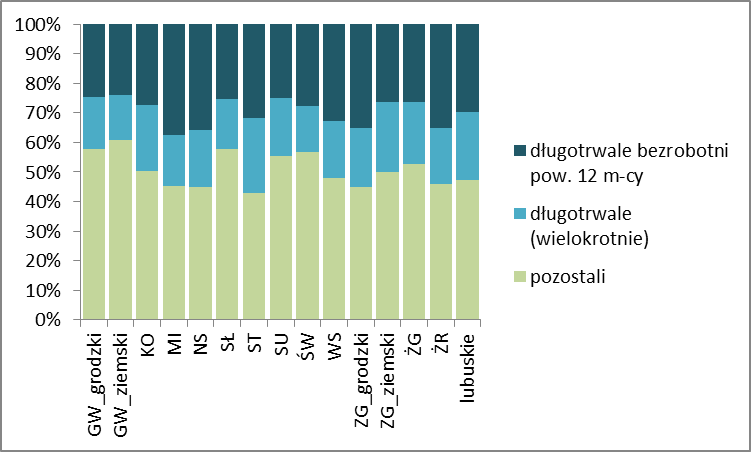 100%
90%
80%
70%
60%
50%
40%
30%
20%
10%
0%
GW_grodzki
GW_ziemski
KO
MI
NS
SŁ
ST
SU
ŚW
WS
ZG_grodzki
ZG_ziemski
ŻG
ŻR
lubuskie
długotrwale bezrobotni
pow. 12 m-cy
długotrwale
(wielokrotnie)
pozostali